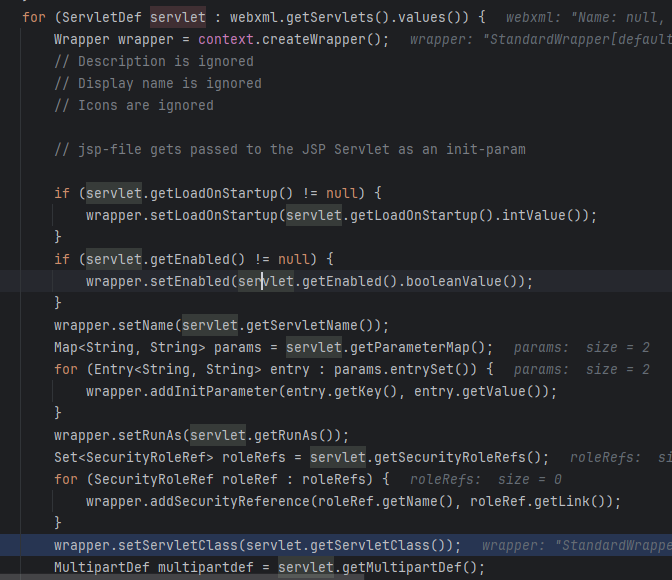 for (ServletDef servlet : webxml.getServlets().values()) {   webxml: "Name: null,
Wrapper wrapper = context.createWrapper();   wrapper: "StandardWrapper[default
// Description is ignored
// Display name is ignored
// Icons are ignored
// jsp-file gets passed to the JSP Servlet as an init-param
if (servlet.getLoadOnStartup() != null) {
wrapper.setLoadOnStartup(servlet.getLoadOnStartup().intValue());
}
if (servlet.getEnabled() != null) {
wrapper.setEnabled(servlet.getEnabled().booleanValue());
}
wrapper.setName(servlet.getServletName());
Map<String, String> params = servlet.getParameterMap();   params:  size = 2
for (Entry<String, String> entry : params.entrySet()) {   params:  size = 2
wrapper.addInitParameter(entry.getKey(), entry.getValue());
}
wrapper.setRunAs(servlet.getRunAs());
Set<SecurityRoleRef> roleRefs = servlet.getSecurityRoleRefs();   roleRefs:  si
for (SecurityRoleRef roleRef : roleRefs) {   roleRefs:  size = 0
wrapper.addSecurityReference(roleRef.getName(), roleRef.getLink());
}
wrapper.setServletClass(servlet.getServletClass());   wrapper: "StandardWrappe
MultipartDef multipartdef = servlet.getMultipartDef();